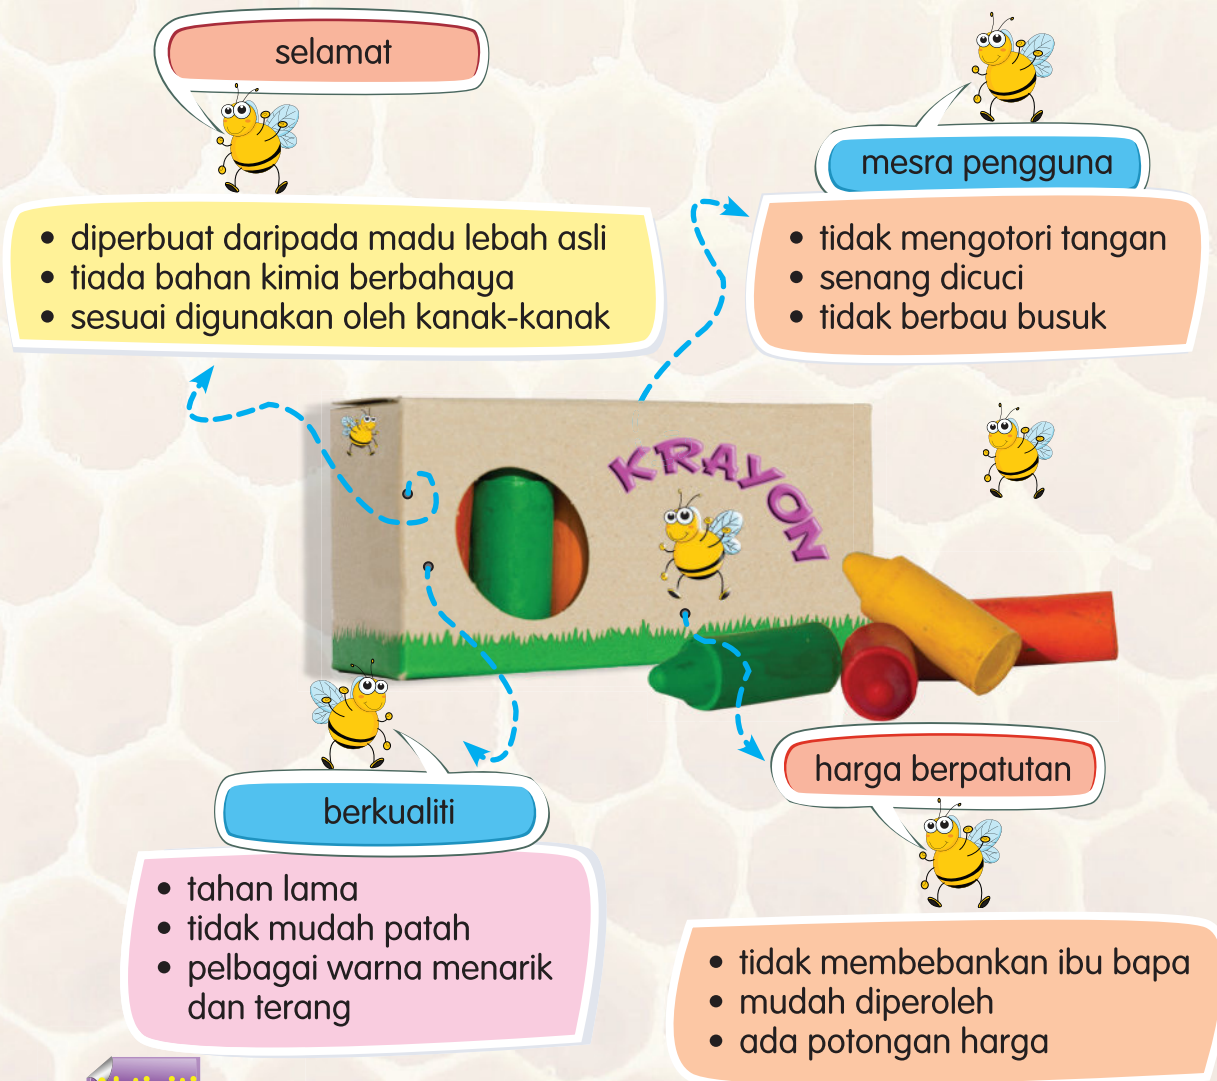 selamat
• diperbuat daripada madu lebah asli
• tiada bahan kimia berbahaya
• sesuai digunakan oleh kanak-kanak
mesra pengguna
• tidak mengotori tangan
• senang dicuci
• tidak berbau busuk
KRAYON
berkualiti
• tahan lama
• tidak mudah patah
• pelbagai warna menarik
dan terang
harga berpatutan
• tidak membebankan ibu bapa
• mudah diperoleh
• ada potongan harga